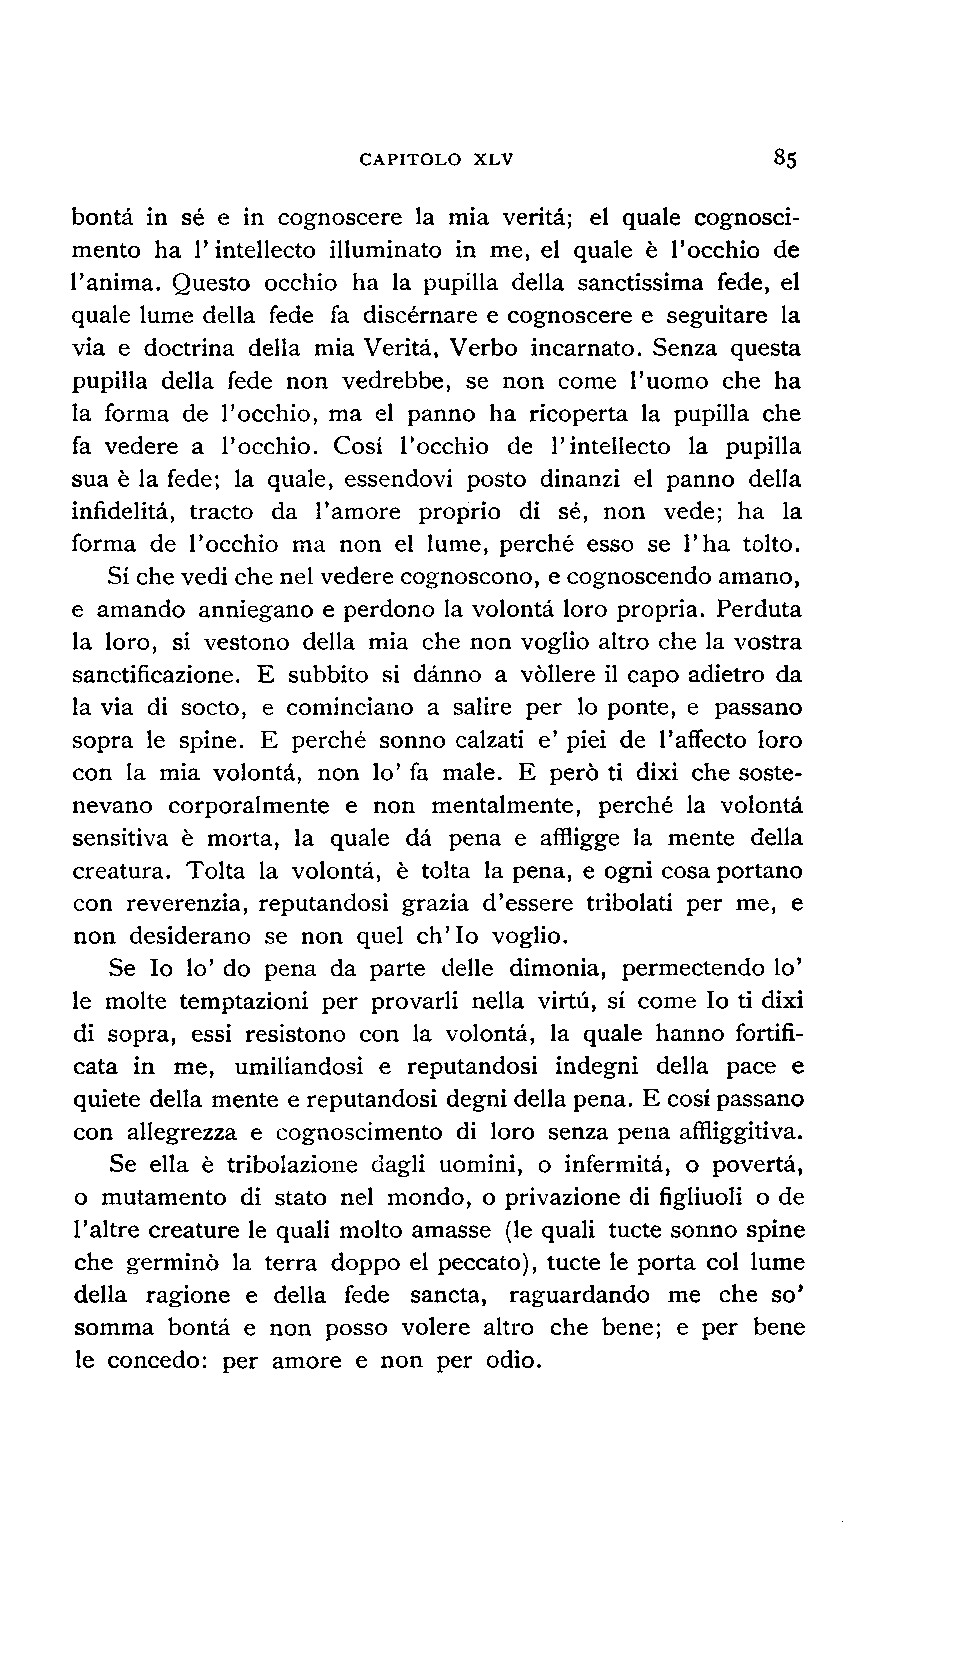 CAPITOLO XLV 85
bontá in sé e in cognoscere la mia veritá; el quale cognosci-
mento ha l'intellecto illuminato in me, el quale è l'occhio de
l'anima. Questo occhio ha la pupilla della sanctissima fede, el
quale lume della fede fa discérnare e cognoscere e seguitare la
via e doctrina della mia Veritá, Verbo incarnato. Senza questa
pupilla della fede non vedrebbe, se non come l'uomo che ha
la forma de l'occhio, ma el panno ha ricoperta la pupilla che
fa vedere a l'occhio. Cosí l'occhio de l'intellecto la pupilla
sua è la fede; la quale, essendovi posto dinanzi el panno della
infidelitá, tracto da l'amore proprio di sé, non vede; ha la
forma de l'occhio ma non el lume, perché esso se l'ha tolto.
Sí che vedi che nel vedere cognoscono, e cognoscendo amano,
e amando anniegano e perdono la volontá loro propria. Perduta
la loro, si vestono della mia che non voglio altro che la vostra
sanctificazione. E subbito si dánno a vòllere il capo adietro da
la via di socto, e cominciano a salire per lo ponte, e passano
sopra le spine. E perché sonno calzati e' piei de l'affecto loro
con la mia volontá, non lo' fa male. E però ti dixi che soste-
nevano corporalmente e non mentalmente, perché la volontá
sensitiva è morta, la quale dá pena e affligge la mente della
creatura. Tolta la volontá, è tolta la pena, e ogni cosa portano
con reverenzia, reputandosi grazia d'essere tribolati per me, e
non desiderano se non quel ch'Io voglio.
Se Io lo' do pena da parte delle dimonia, permectendo lo'
le molte temptazioni per provarli nella virtú, sí come Io ti dixi
di sopra, essi resistono con la volontá, la quale hanno fortifi-
cata in me, umiliandosi e reputandosi indegni della pace e
quiete della mente e reputandosi degni della pena. E cosí passano
con allegrezza e cognoscimento di loro senza pena affliggitiva.
Se ella è tribolazione dagli uomini, o infermitá, o povertá,
o mutamento di stato nel mondo, o privazione di figliuoli o de
l'altre creature le quali molto amasse (le quali tucte sonno spine
che germinò la terra doppo el peccato), tucte le porta col lume
della ragione e della fede sancta, raguardando me che so'
somma bontá e non posso volere altro che bene; e per bene
le concedo: per amore e non per odio.